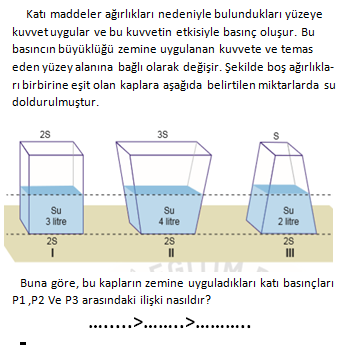 Katı maddeler ağırlıkları nedeniyle bulundukları yüzeye
kuvvet uygular ve bu kuvvetin etkisiyle basınç oluşur. Bu
basıncın büyüklüğü zemine uygulanan kuvvete ve temas
eden yüzey alanına bağlı olarak değişir. Şekilde boş ağırlıkla-
rı birbirine eşit olan kaplara aşağıda belirtilen miktarlarda su
doldurulmuştur.
2S 3S S
Su Su Su
3 litre 4 litre 2 litre
2S 2S 2S
I II III
EĞİTİM
Buna göre, bu kapların zemine uyguladıkları katı basınçları
P1 ,P2 Ve P3 arasındaki ilişki nasıldır?
........>........>...........